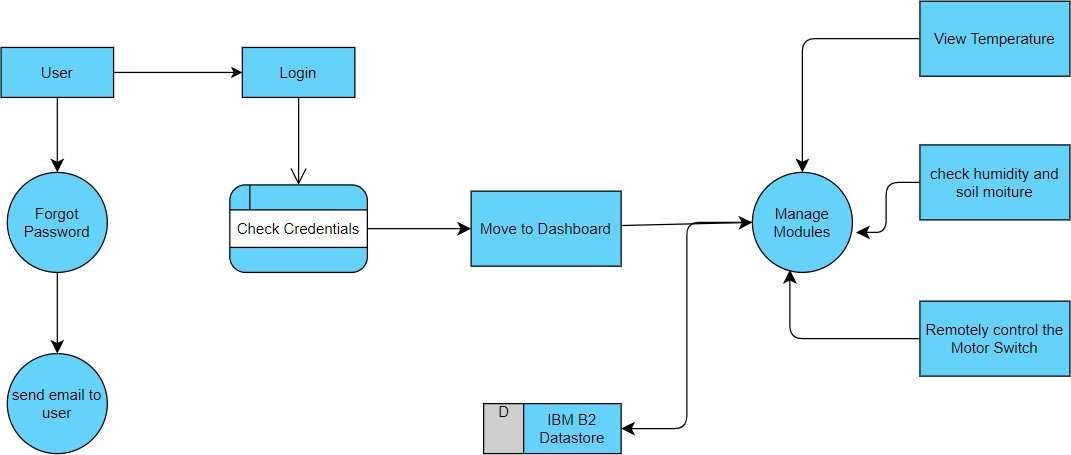 User
Login
View Temperature
check humidity and
soil moiture
Forgot
Password
Check Credentials
Move to Dashboard
Manage
Modules
Remotely control the
Motor Switch
send email to
user
D
IBM B2
Datastore